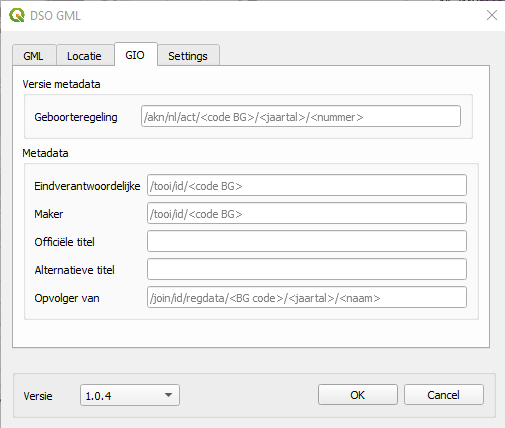 DSO GML
GML Locatie GIO Settings
Versie metadata
Geboorteregeling /akn/nl/act/<code BG>/<jaartal>/<nummer>
Metadata
Eindverantwoordelijke /tooi/id/<code BG>
Maker /tooi/id/<code BG>
Officiële titel
Alternatieve titel
Opvolger van /join/id/regdata/<BG code>/<jaartal>/<naam>
Versie 1.0.4 OK Cancel